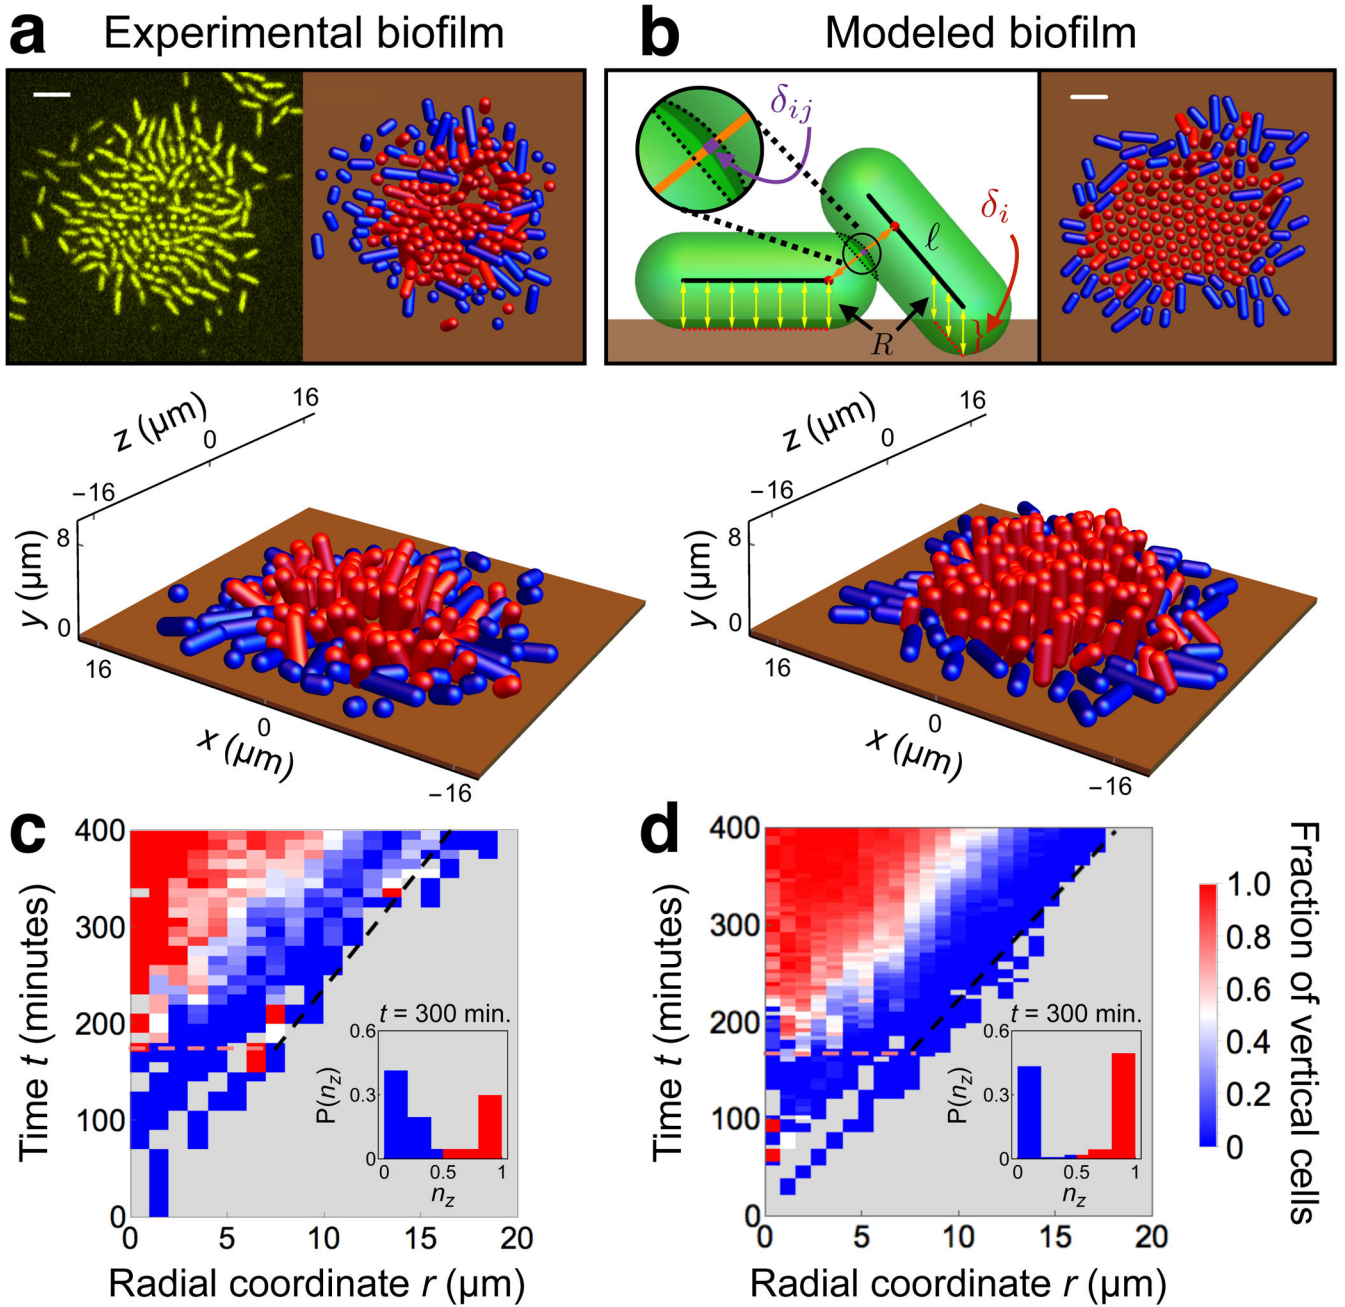 a Experimental biofilm
b Modeled biofilm
δij
δi
ℓ
R
z (µm)
16
0
−16
8
y (µm)
0
16
0
x (µm)
−16
z (µm)
16
0
−16
8
y (µm)
0
16
0
x (µm)
−16
c
400
300
200
100
0
Time t (minutes)
0 5 10 15 20
Radial coordinate r (µm)
t = 300 min.
0.6
0.3
0
P(nz)
0 0.5 1
nz
d
400
300
200
100
0
Time t (minutes)
0 5 10 15 20
Radial coordinate r (µm)
t = 300 min.
0.6
0.3
0
P(nz)
0 0.5 1
nz
1.0
0.8
0.6
0.4
0.2
0
Fraction of vertical cells